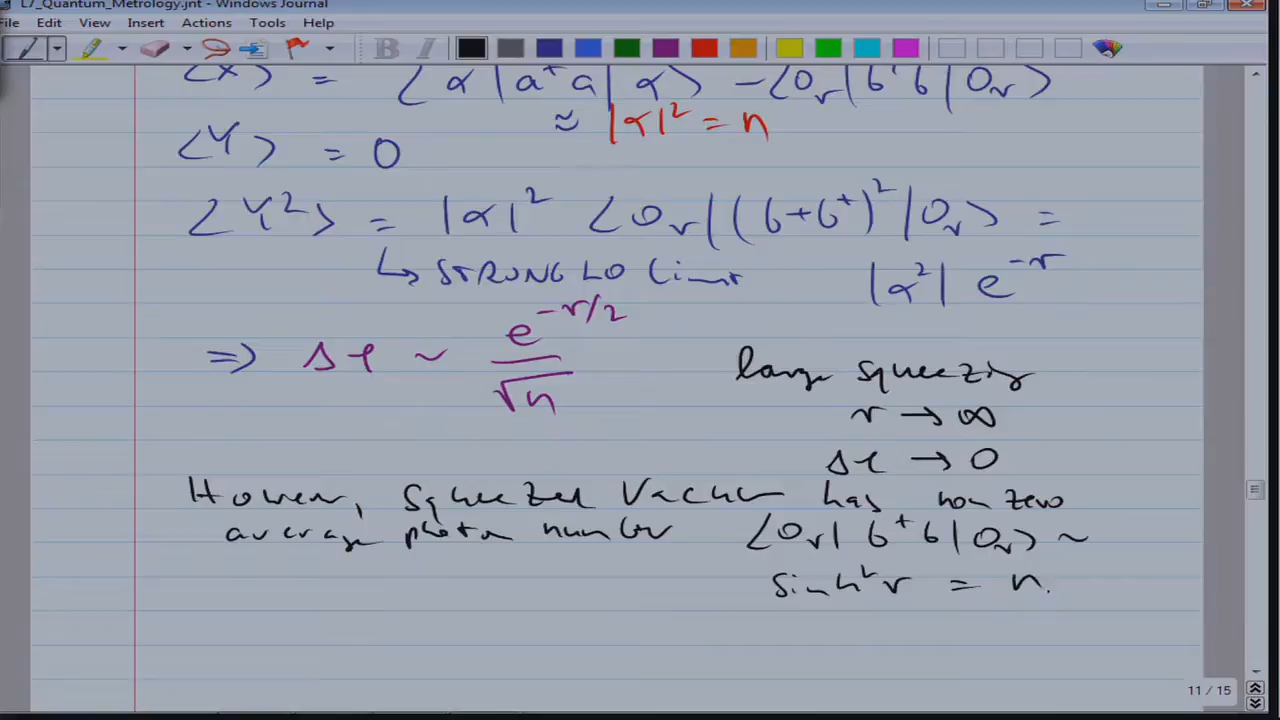 L7_Quantum_Metrology.jnt - Windows Journal
File Edit View Insert Actions Tools Help
B I
⟨X⟩ = ⟨α|a⁺a|α⟩ - ⟨0ᵣ|b⁺b|0ᵣ⟩
≈ |α|² = n
⟨Y⟩ = 0
⟨Y²⟩ = |α|² ⟨0ᵣ|(b+b⁺)²|0ᵣ⟩ =
↳ STRONG LO limit |α²| e⁻ʳ
⇒ Δφ ~ e^{-r/2} / √n
large squeezing
r → ∞
Δφ → 0
However, squeezed vacuum has non zero
average photon number ⟨0ᵣ|b⁺b|0ᵣ⟩ ~
sinh²r = n.
11 / 15